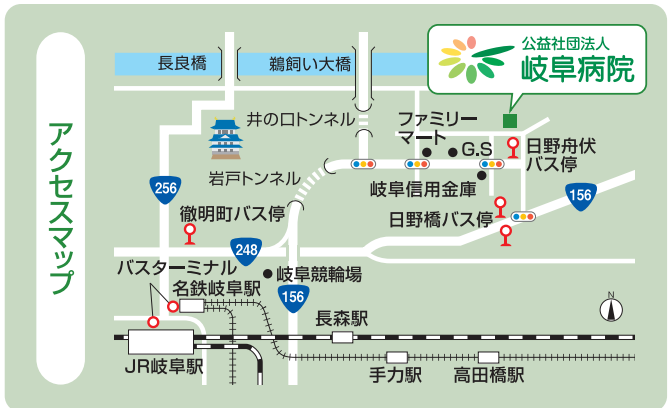 アクセスマップ
長良橋
鵜飼い大橋
公益社団法人
岐阜病院
井の口トンネル
ファミリー
マート
G.S
日野舟伏
バス停
岩戸トンネル
岐阜信用金庫
256
156
徹明町バス停
日野橋バス停
248
バスターミナル
名鉄岐阜駅
岐阜競輪場
156
N
長森駅
JR岐阜駅
手力駅
高田橋駅